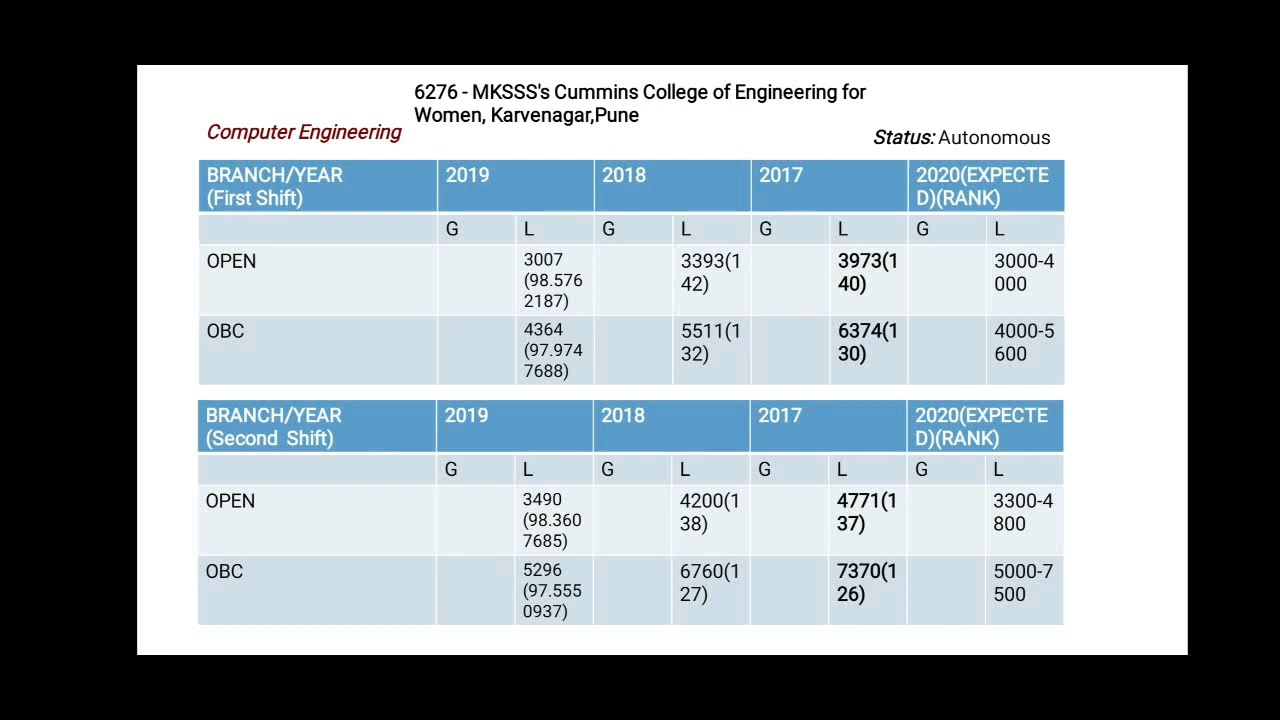 6276 - MKSSS's Cummins College of Engineering for
Women, Karvenagar,Pune
Computer Engineering
Status: Autonomous
BRANCH/YEAR 2019 2018 2017 2020(EXPECTE
(First Shift) D)(RANK)
G L G L G L G L
OPEN 3007 3393(1 3973(1 3000-4
(98.576 42) 40) 000
2187)
OBC 4364 5511(1 6374(1 4000-5
(97.974 32) 30) 600
7688)
BRANCH/YEAR 2019 2018 2017 2020(EXPECTE
(Second Shift) D)(RANK)
G L G L G L G L
OPEN 3490 4200(1 4771(1 3300-4
(98.360 38) 37) 800
7685)
OBC 5296 6760(1 7370(1 5000-7
(97.555 27) 26) 500
0937)